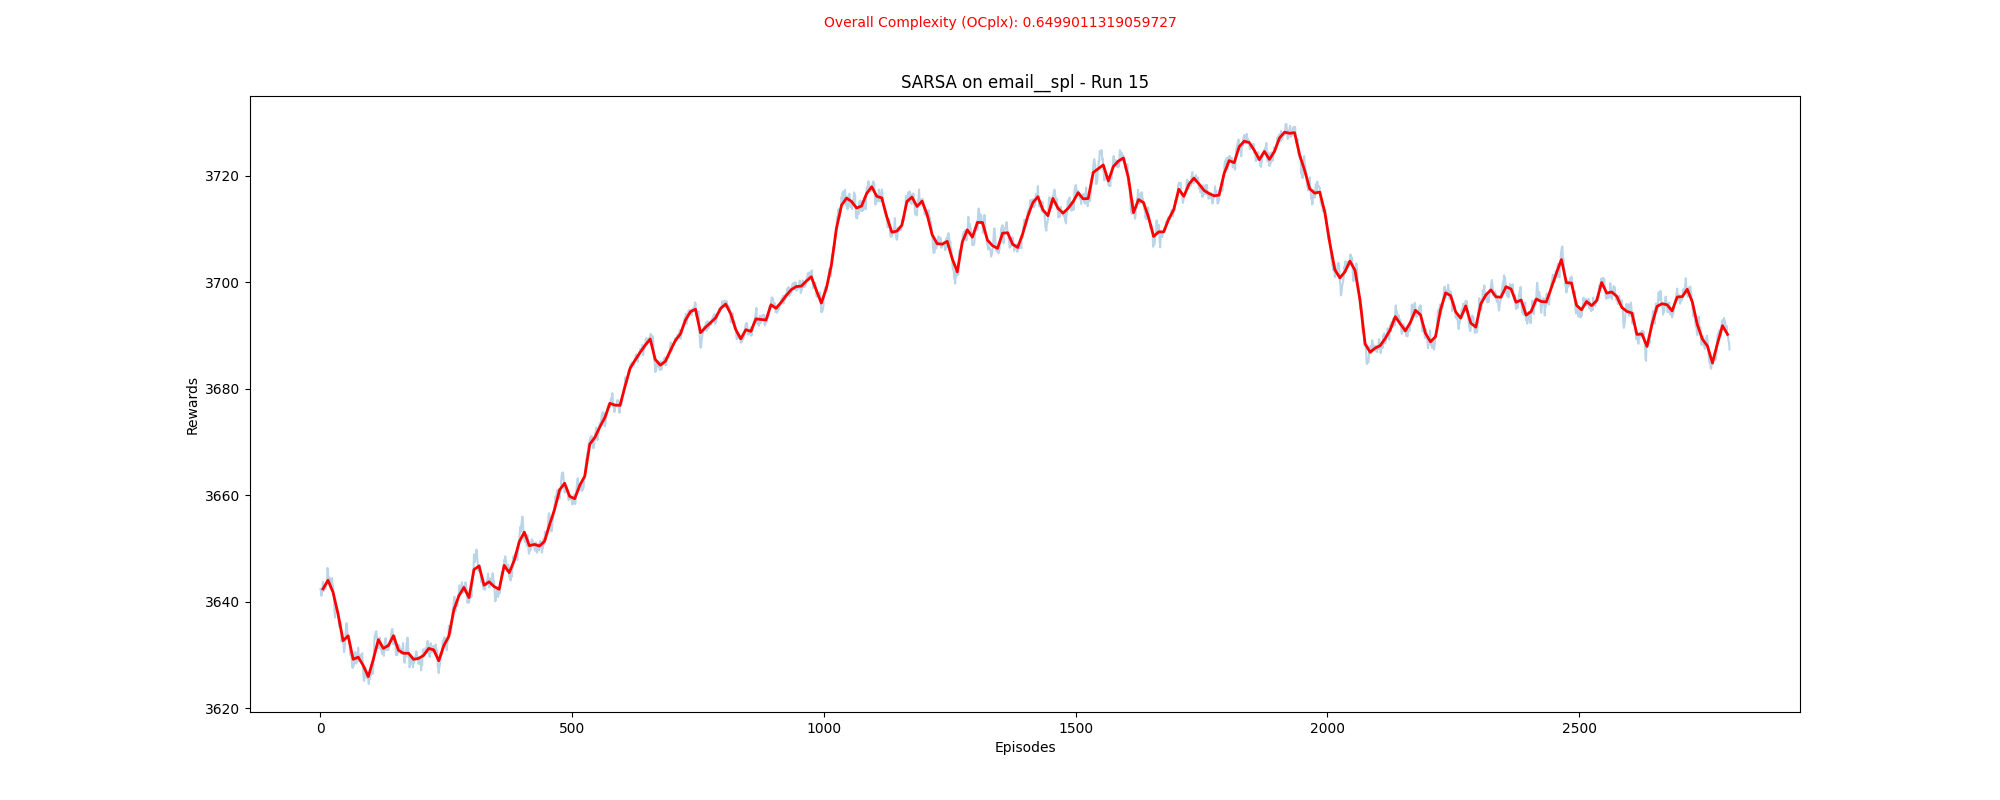 Overall Complexity (OCplx): 0.6499011319059727
SARSA on email__spl - Run 15
Rewards
3720
3700
3680
3660
3640
3620
0 500 1000 1500 2000 2500
Episodes